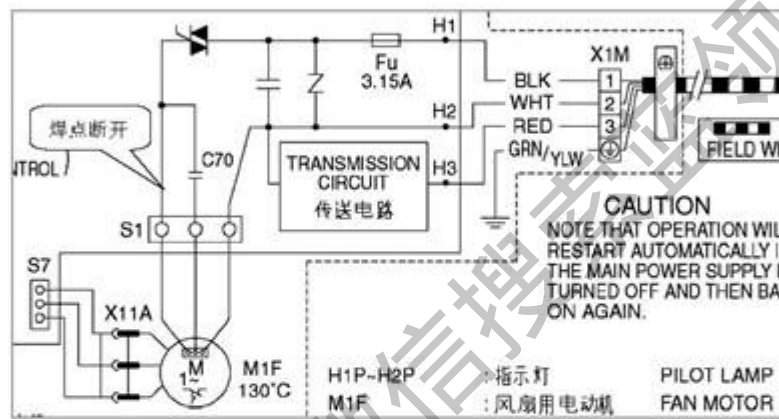 H1
Fu
3.15A
X1M
BLK
1
H2
WHT
2
RED
3
焊点断开
GRN/YLW
C70
TRANSMISSION
CIRCUIT
传送电路
H3
FIELD
S1
CAUTION
NOTE THAT OPERATION
RESTART AUTOMATICALLY
THE MAIN POWER SUPPLY
TURNED OFF AND THEN
ON AGAIN.
S7
X11A
M
1~
M1F
130°C
H1P~H2P :指示灯 PILOT LAMP
M1F :风扇用电动机 FAN MOTOR